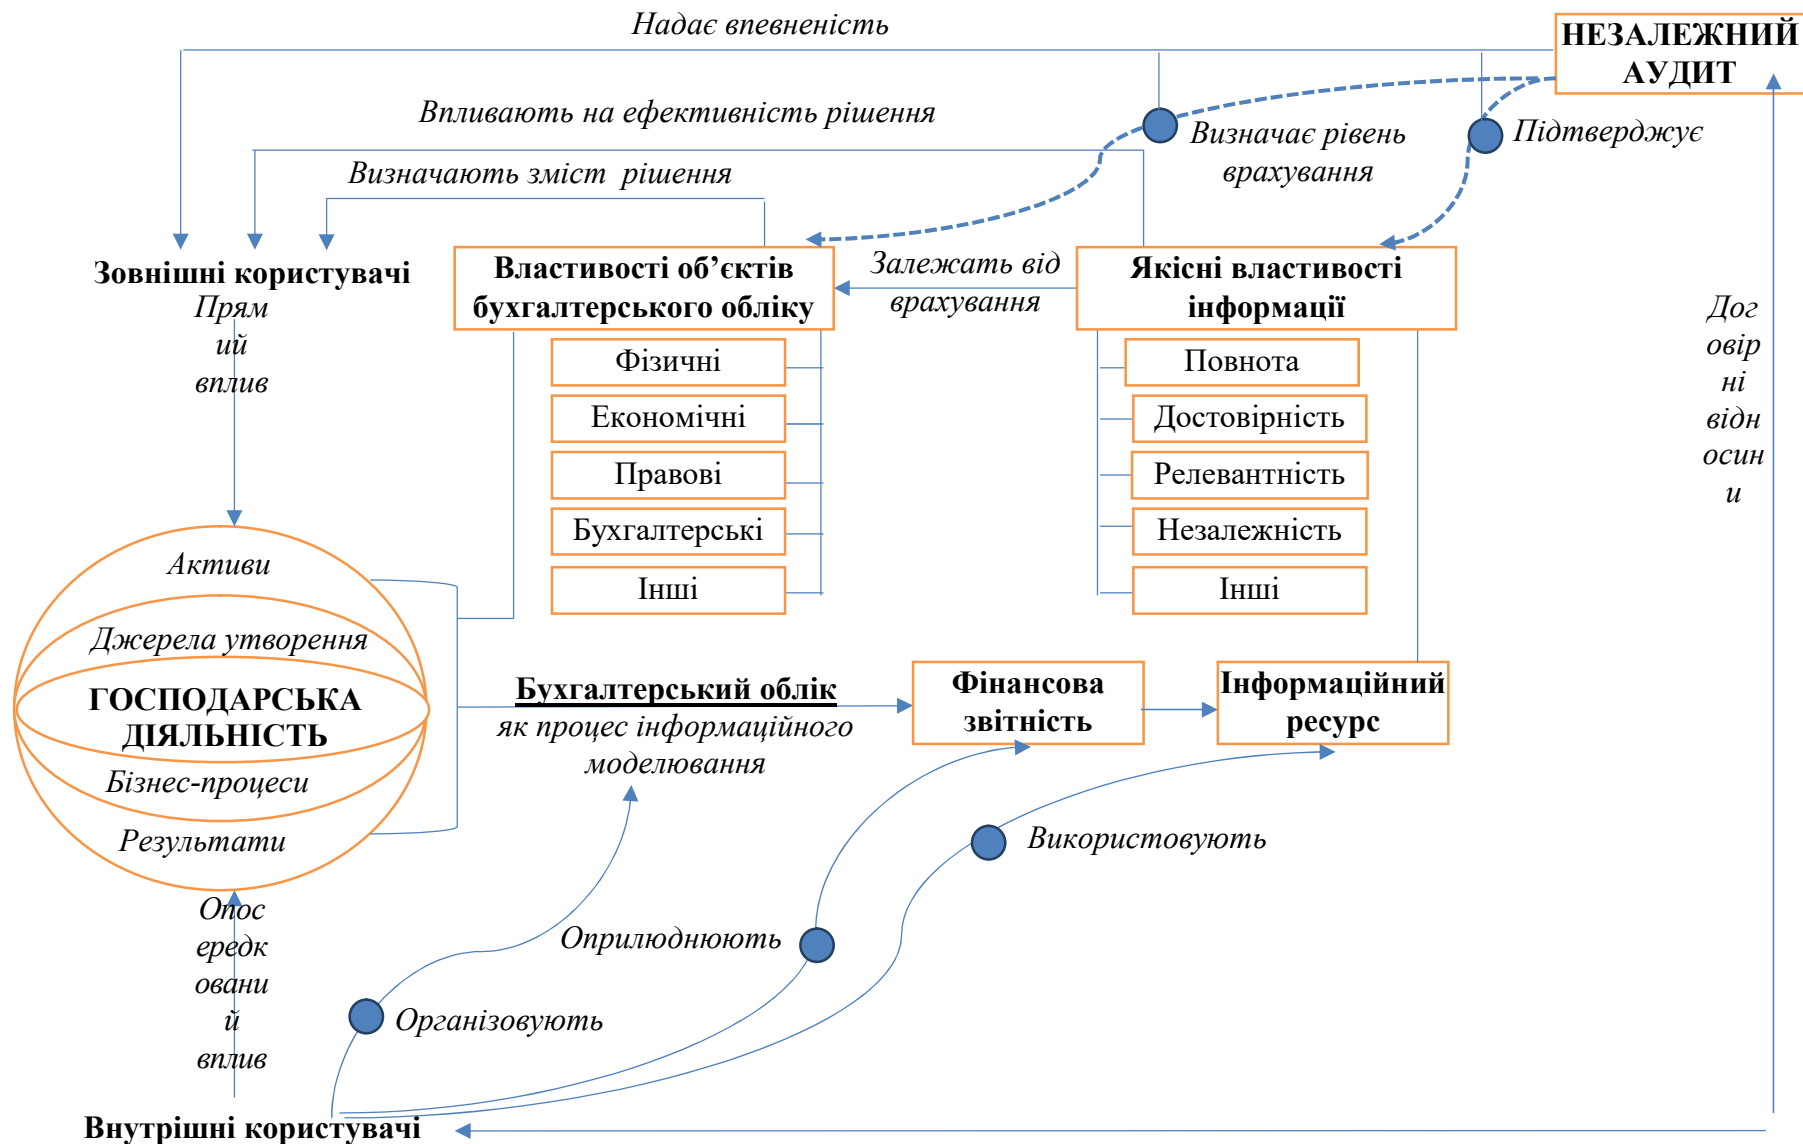 Надає впевненість
НЕЗАЛЕЖНИЙ
АУДИТ
Впливають на ефективність рішення
Визначає рівень
врахування
Підтверджує
Визначають зміст рішення
Зовнішні користувачі
Прям
ий
вплив
Властивості об’єктів
бухгалтерського обліку
Залежать від
врахування
Якісні властивості
інформації
Дог
овір
ні
відн
осин
и
Фізичні
Економічні
Правові
Бухгалтерські
Інші
Повнота
Достовірність
Релевантність
Незалежність
Інші
Активи
Джерела утворення
ГОСПОДАРСЬКА
ДІЯЛЬНІСТЬ
Бізнес-процеси
Результати
Бухгалтерський облік
як процес інформаційного
моделювання
Фінансова
звітність
Інформаційний
ресурс
Використовують
Оприлюднюють
Організовують
Опос
ередк
овани
й
вплив
Внутрішні користувачі